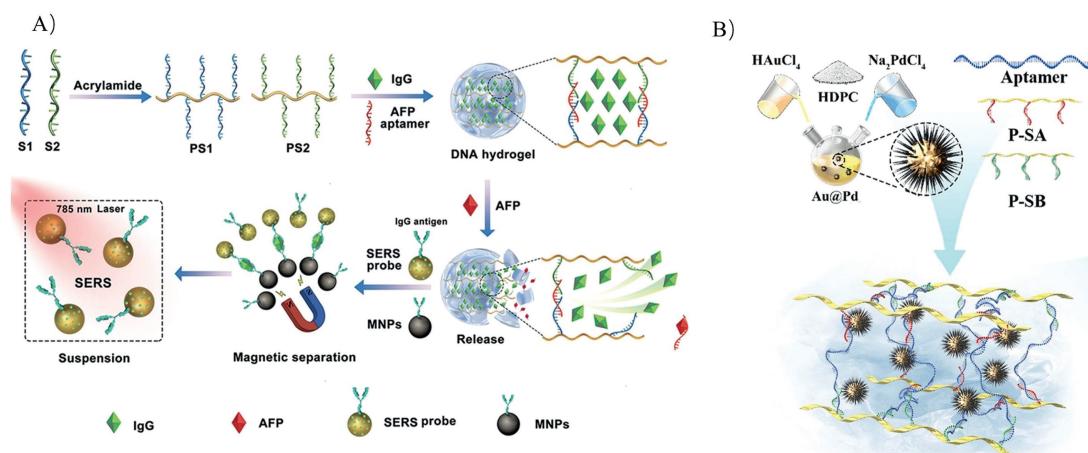 A)
S1 S2
Acrylamide
PS1
PS2
IgG
AFP
aptamer
DNA hydrogel
AFP
785 nm Laser
SERS
Suspension
Magnetic separation
IgG antigen
SERS
probe
MNPs
Release
IgG
AFP
SERS probe
MNPs
B)
HAuCl4
HDPC
Na2PdCl4
Au@Pd
Aptamer
P-SA
P-SB